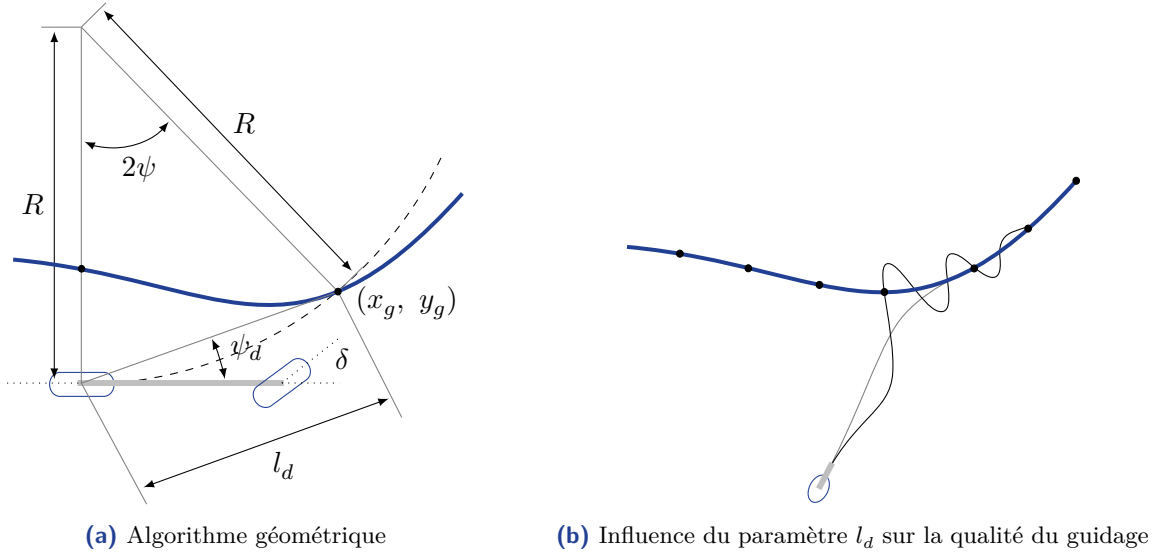 R
R
2ψ
(x_g, y_g)
ψ_d
δ
l_d
(a) Algorithme géométrique
(b) Influence du paramètre l_d sur la qualité du guidage